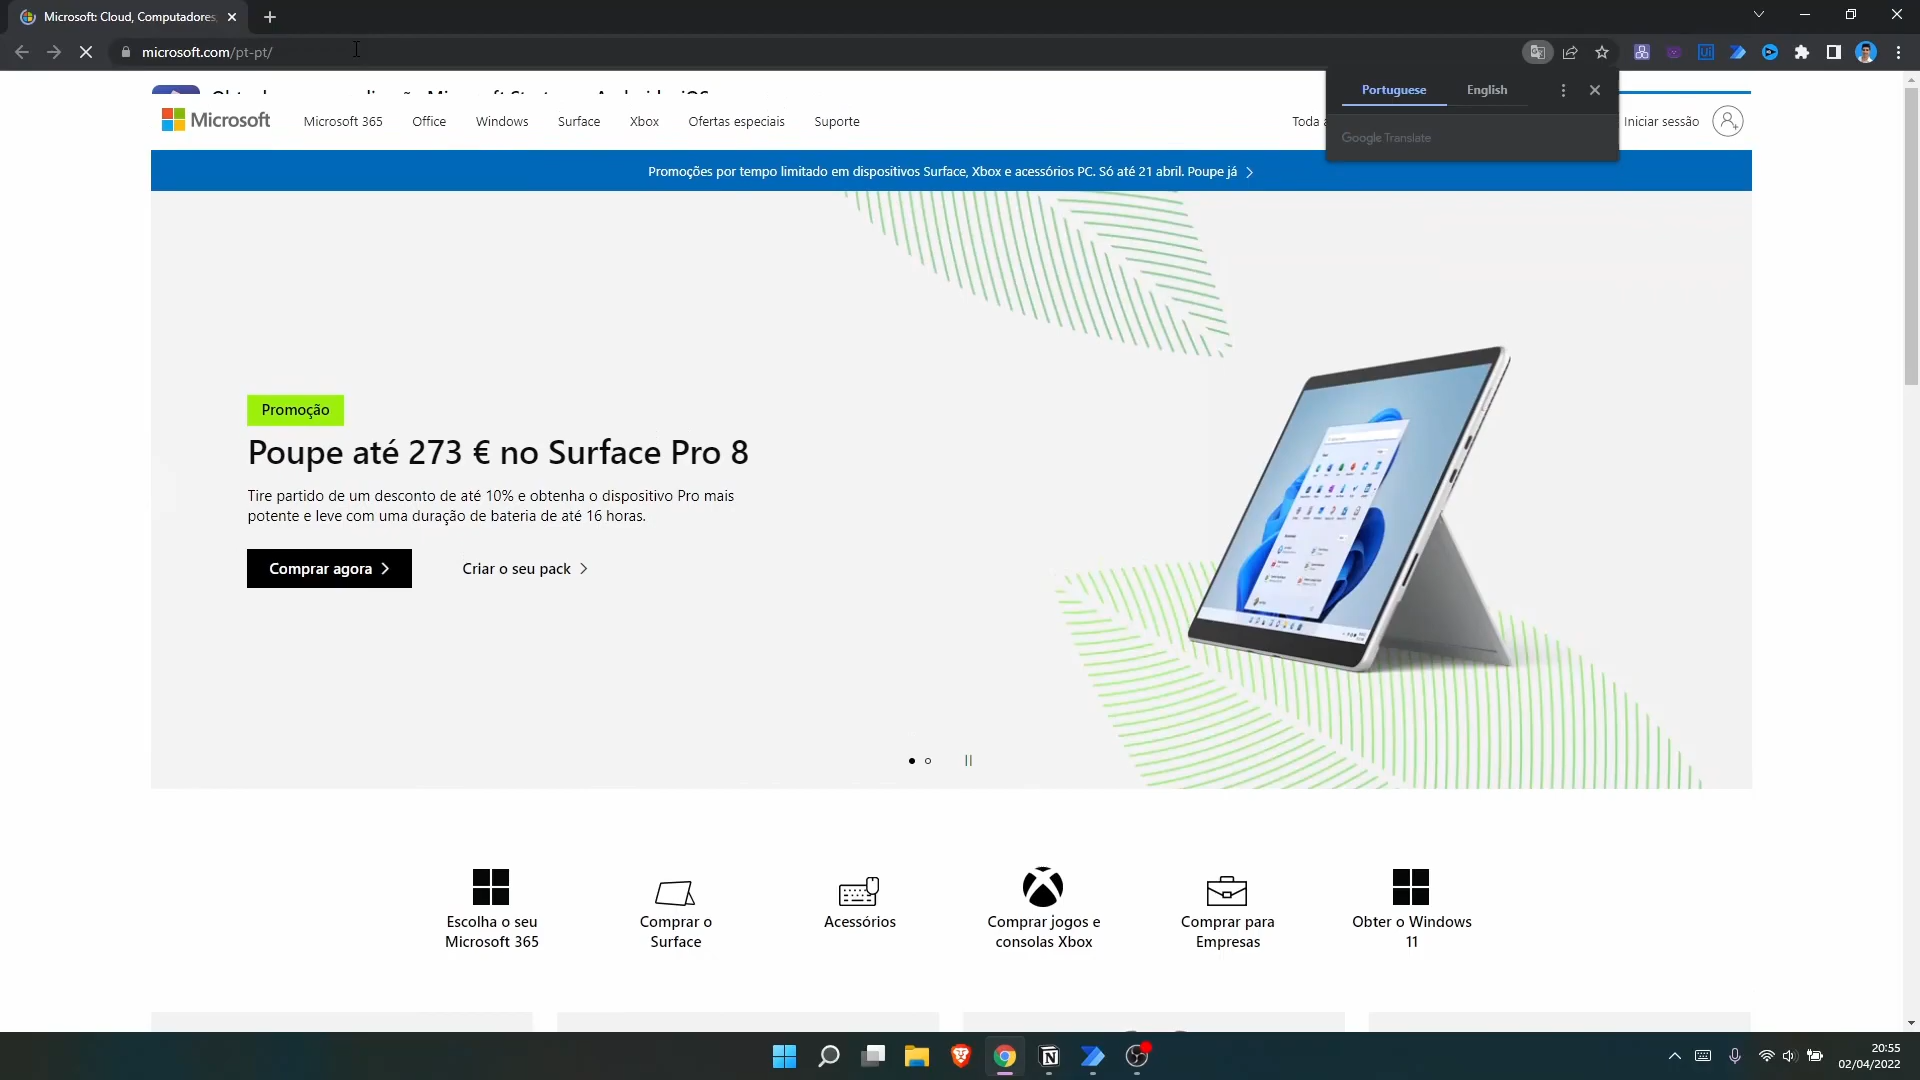 Microsoft: Cloud, Computadores,
microsoft.com/pt-pt/
Portuguese
English
Google Translate
Microsoft
Microsoft 365
Office
Windows
Surface
Xbox
Ofertas especiais
Suporte
Toda a
Iniciar sessão
Promoções por tempo limitado em dispositivos Surface, Xbox e acessórios PC. Só até 21 abril. Poupe já
Promoção
Poupe até 273 € no Surface Pro 8
Tire partido de um desconto de até 10% e obtenha o dispositivo Pro mais
potente e leve com uma duração de bateria de até 16 horas.
Comprar agora
Criar o seu pack
Escolha o seu
Microsoft 365
Comprar o
Surface
Acessórios
Comprar jogos e
consolas Xbox
Comprar para
Empresas
Obter o Windows
11
20:55
02/04/2022